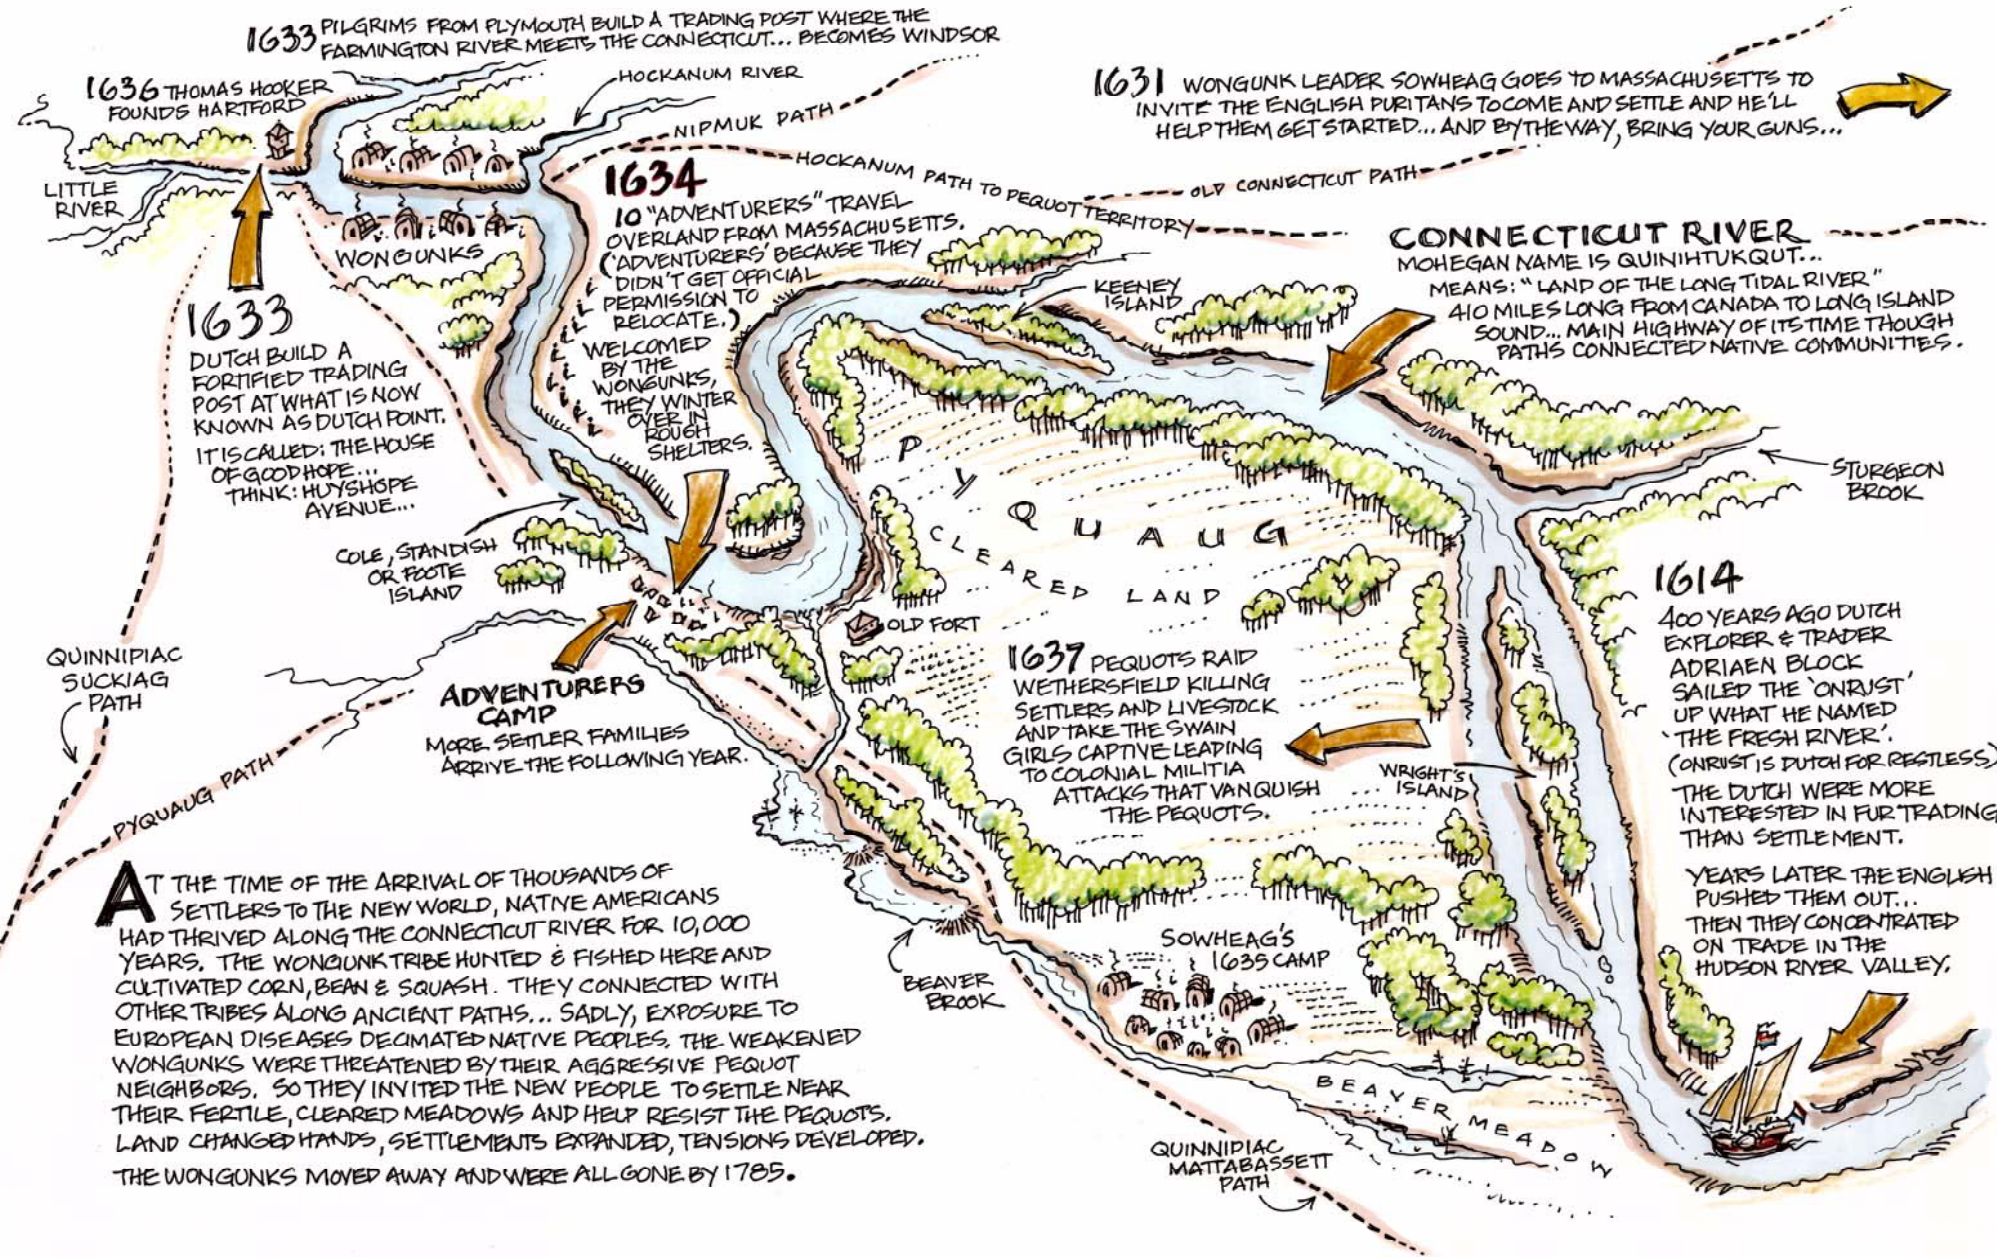 1633 PILGRIMS FROM PLYMOUTH BUILD A TRADING POST WHERE THE
FARMINGTON RIVER MEETS THE CONNECTICUT... BECOMES WINDSOR
1636 THOMAS HOOKER
FOUNDS HARTFORD
HOCKANUM RIVER
NIPMUK PATH
HOCKANUM PATH TO PEQUOT TERRITORY
OLD CONNECTICUT PATH
1631 WONGUNK LEADER SOWHEAG GOES TO MASSACHUSETTS TO
INVITE THE ENGLISH PURITANS TO COME AND SETTLE AND HE'LL
HELP THEM GET STARTED... AND BY THE WAY, BRING YOUR GUNS...
LITTLE
RIVER
WONGUNKS
1633
DUTCH BUILD A
FORTIFIED TRADING
POST AT WHAT IS NOW
KNOWN AS DUTCH POINT.
IT IS CALLED: THE HOUSE
OF GOOD HOPE...
THINK: HUYSHOPE
AVENUE...
1634
10 "ADVENTURERS" TRAVEL
OVERLAND FROM MASSACHUSETTS.
('ADVENTURERS' BECAUSE THEY
DIDN'T GET OFFICIAL
PERMISSION TO
RELOCATE.)
WELCOMED
BY THE
WONGUNKS,
THEY WINTER
OVER IN
ROUGH
SHELTERS.
KEENEY
ISLAND
CONNECTICUT RIVER
MOHEGAN NAME IS QUINIHTUKQUT...
MEANS: "LAND OF THE LONG TIDAL RIVER"
410 MILES LONG FROM CANADA TO LONG ISLAND
SOUND... MAIN HIGHWAY OF ITS TIME THOUGH
PATHS CONNECTED NATIVE COMMUNITIES.
STURGEON
BROOK
PYQUAUG
CLEARED LAND
COLE, STANDISH
OR FOOTE
ISLAND
OLD FORT
ADVENTURERS
CAMP
MORE SETTLER FAMILIES
ARRIVE THE FOLLOWING YEAR.
QUINNIPIAC
SUCKIAG
PATH
PYQUAUG PATH
1637 PEQUOTS RAID
WETHERSFIELD KILLING
SETTLERS AND LIVESTOCK
AND TAKE THE SWAIN
GIRLS CAPTIVE LEADING
TO COLONIAL MILITIA
ATTACKS THAT VANQUISH
THE PEQUOTS.
WRIGHT'S
ISLAND
1614
400 YEARS AGO DUTCH
EXPLORER & TRADER
ADRIAEN BLOCK
SAILED THE 'ONRUST'
UP WHAT HE NAMED
'THE FRESH RIVER'.
(ONRUST IS DUTCH FOR RESTLESS)
THE DUTCH WERE MORE
INTERESTED IN FUR TRADING
THAN SETTLEMENT.
YEARS LATER THE ENGLISH
PUSHED THEM OUT...
THEN THEY CONCENTRATED
ON TRADE IN THE
HUDSON RIVER VALLEY.
AT THE TIME OF THE ARRIVAL OF THOUSANDS OF
SETTLERS TO THE NEW WORLD, NATIVE AMERICANS
HAD THRIVED ALONG THE CONNECTICUT RIVER FOR 10,000
YEARS. THE WONGUNK TRIBE HUNTED & FISHED HERE AND
CULTIVATED CORN, BEAN & SQUASH. THEY CONNECTED WITH
OTHER TRIBES ALONG ANCIENT PATHS... SADLY, EXPOSURE TO
EUROPEAN DISEASES DECIMATED NATIVE PEOPLES. THE WEAKENED
WONGUNKS WERE THREATENED BY THEIR AGGRESSIVE PEQUOT
NEIGHBORS. SO THEY INVITED THE NEW PEOPLE TO SETTLE NEAR
THEIR FERTILE, CLEARED MEADOWS AND HELP RESIST THE PEQUOTS.
LAND CHANGED HANDS, SETTLEMENTS EXPANDED, TENSIONS DEVELOPED.
THE WONGUNKS MOVED AWAY AND WERE ALL GONE BY 1785.
BEAVER
BROOK
SOWHEAG'S
1635 CAMP
BEAVER MEADOW
QUINNIPIAC
MATTABASSETT
PATH